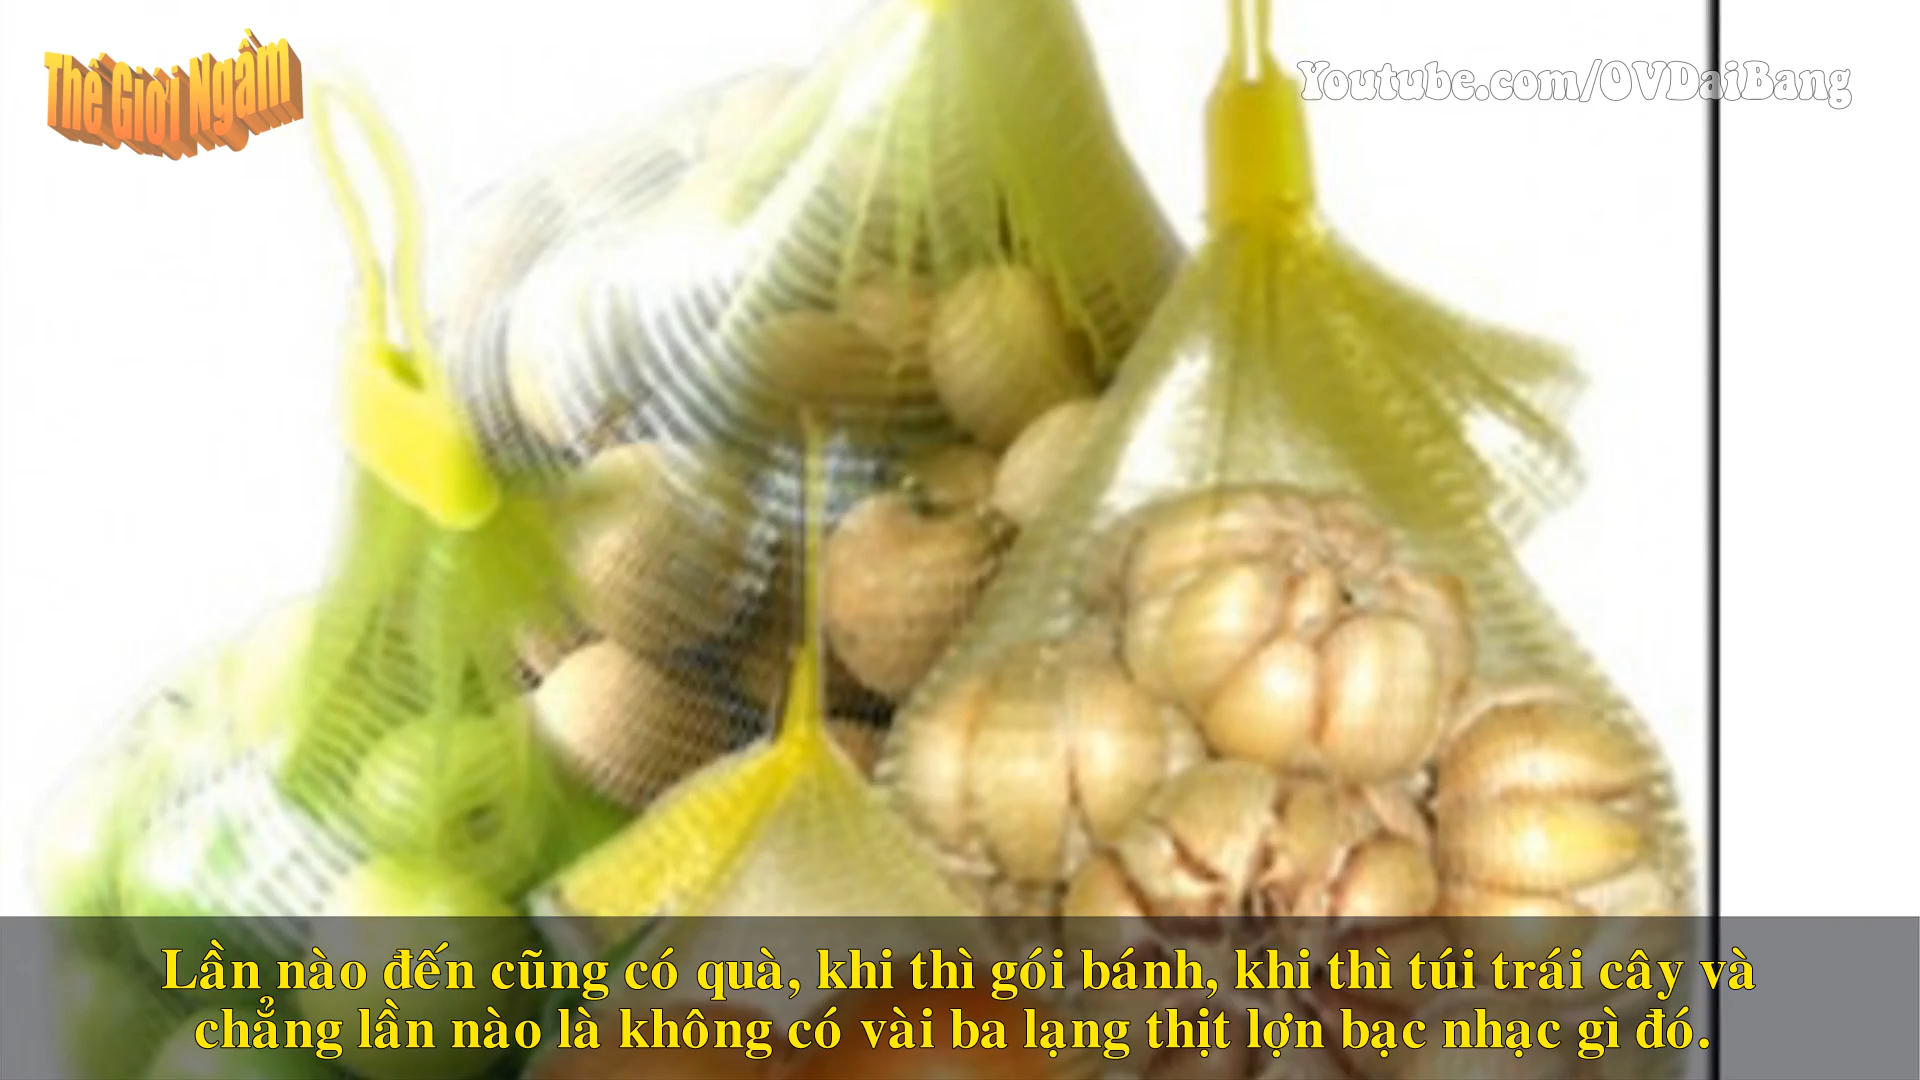 Thế Giới Ngầm
Youtube.com/OVDaiBang
Lần nào đến cũng có quà, khi thì gói bánh, khi thì túi trái cây và
chẳng lần nào là không có vài ba lạng thịt lợn bạc nhạc gì đó.